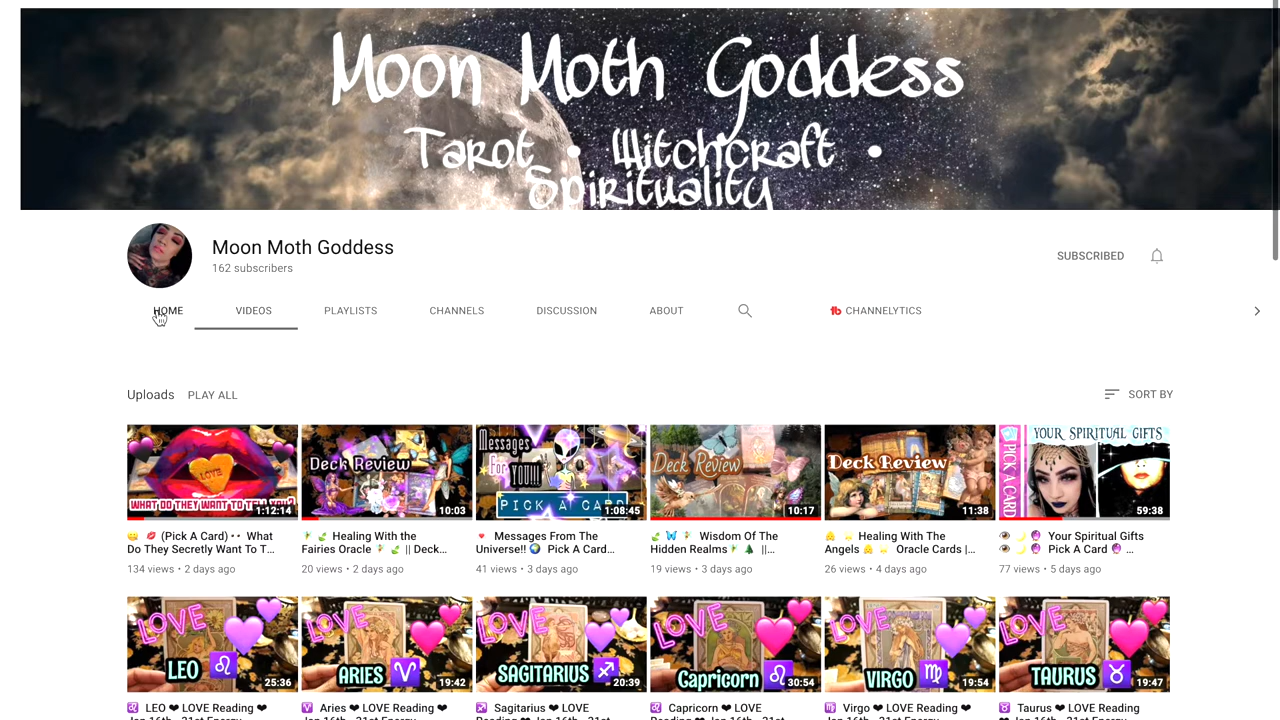 Moon Moth Goddess
Tarot • Witchcraft •
Spirituality
Moon Moth Goddess
162 subscribers
SUBSCRIBED
HOME VIDEOS PLAYLISTS CHANNELS DISCUSSION ABOUT CHANNELYTICS
Uploads PLAY ALL SORT BY
LOVE
WHAT DO THEY WANT TO TELL YOU?
1:12:14
Deck Review
10:03
Messages
For
YOU!!!
PICK A CARD
1:08:45
Deck Review
10:17
Deck Review
11:38
YOUR SPIRITUAL GIFTS
PICK A CARD
59:38
(Pick A Card) •• What
Do They Secretly Want To T...
134 views • 2 days ago
Healing With the
Fairies Oracle || Deck...
20 views • 2 days ago
Messages From The
Universe!! Pick A Card...
41 views • 3 days ago
Wisdom Of The
Hidden Realms ||...
19 views • 3 days ago
Healing With The
Angels Oracle Cards |...
26 views • 4 days ago
Your Spiritual Gifts
Pick A Card ...
77 views • 5 days ago
LOVE
LEO ♌
25:36
LOVE
ARIES ♈
19:42
LOVE
SAGITARIUS ♐
20:39
LOVE
Capricorn ♌
30:54
LOVE
VIRGO ♍
19:54
LOVE
TAURUS ♉
19:47
♌ LEO ❤ LOVE Reading ❤
♈ Aries ❤ LOVE Reading ❤
♐ Sagitarius ❤ LOVE
♌ Capricorn ❤ LOVE
♍ Virgo ❤ LOVE Reading ❤
♉ Taurus ❤ LOVE Reading ❤